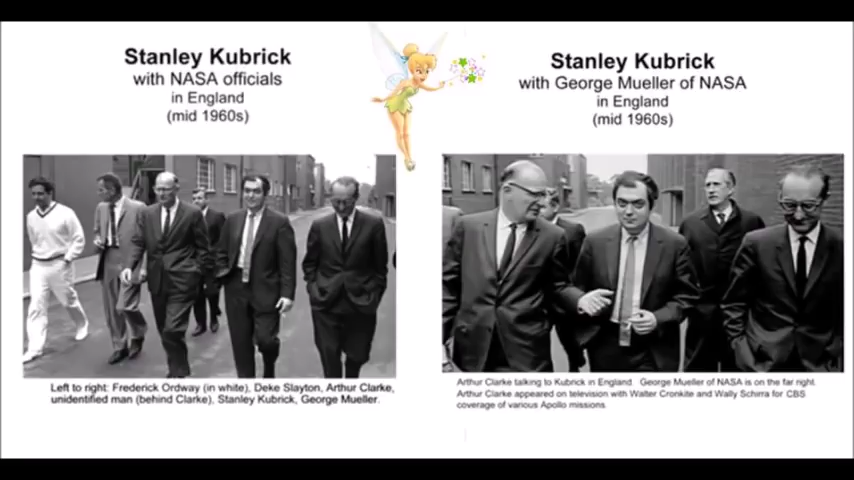 Stanley Kubrick
with NASA officials
in England
(mid 1960s)
Left to right: Frederick Ordway (in white), Deke Slayton, Arthur Clarke,
unidentified man (behind Clarke), Stanley Kubrick, George Mueller.
Stanley Kubrick
with George Mueller of NASA
in England
(mid 1960s)
Arthur Clarke talking to Kubrick in England. George Mueller of NASA is on the far right.
Arthur Clarke appeared on television with Walter Cronkite and Wally Schirra for CBS
coverage of various Apollo missions.